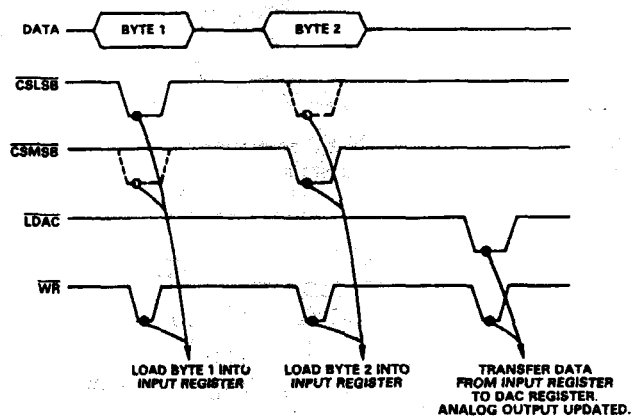 DATA
BYTE 1
BYTE 2
CSLSB
CSMSB
LDAC
WR
LOAD BYTE 1 INTO
INPUT REGISTER
LOAD BYTE 2 INTO
INPUT REGISTER
TRANSFER DATA
FROM INPUT REGISTER
TO DAC REGISTER.
ANALOG OUTPUT UPDATED.